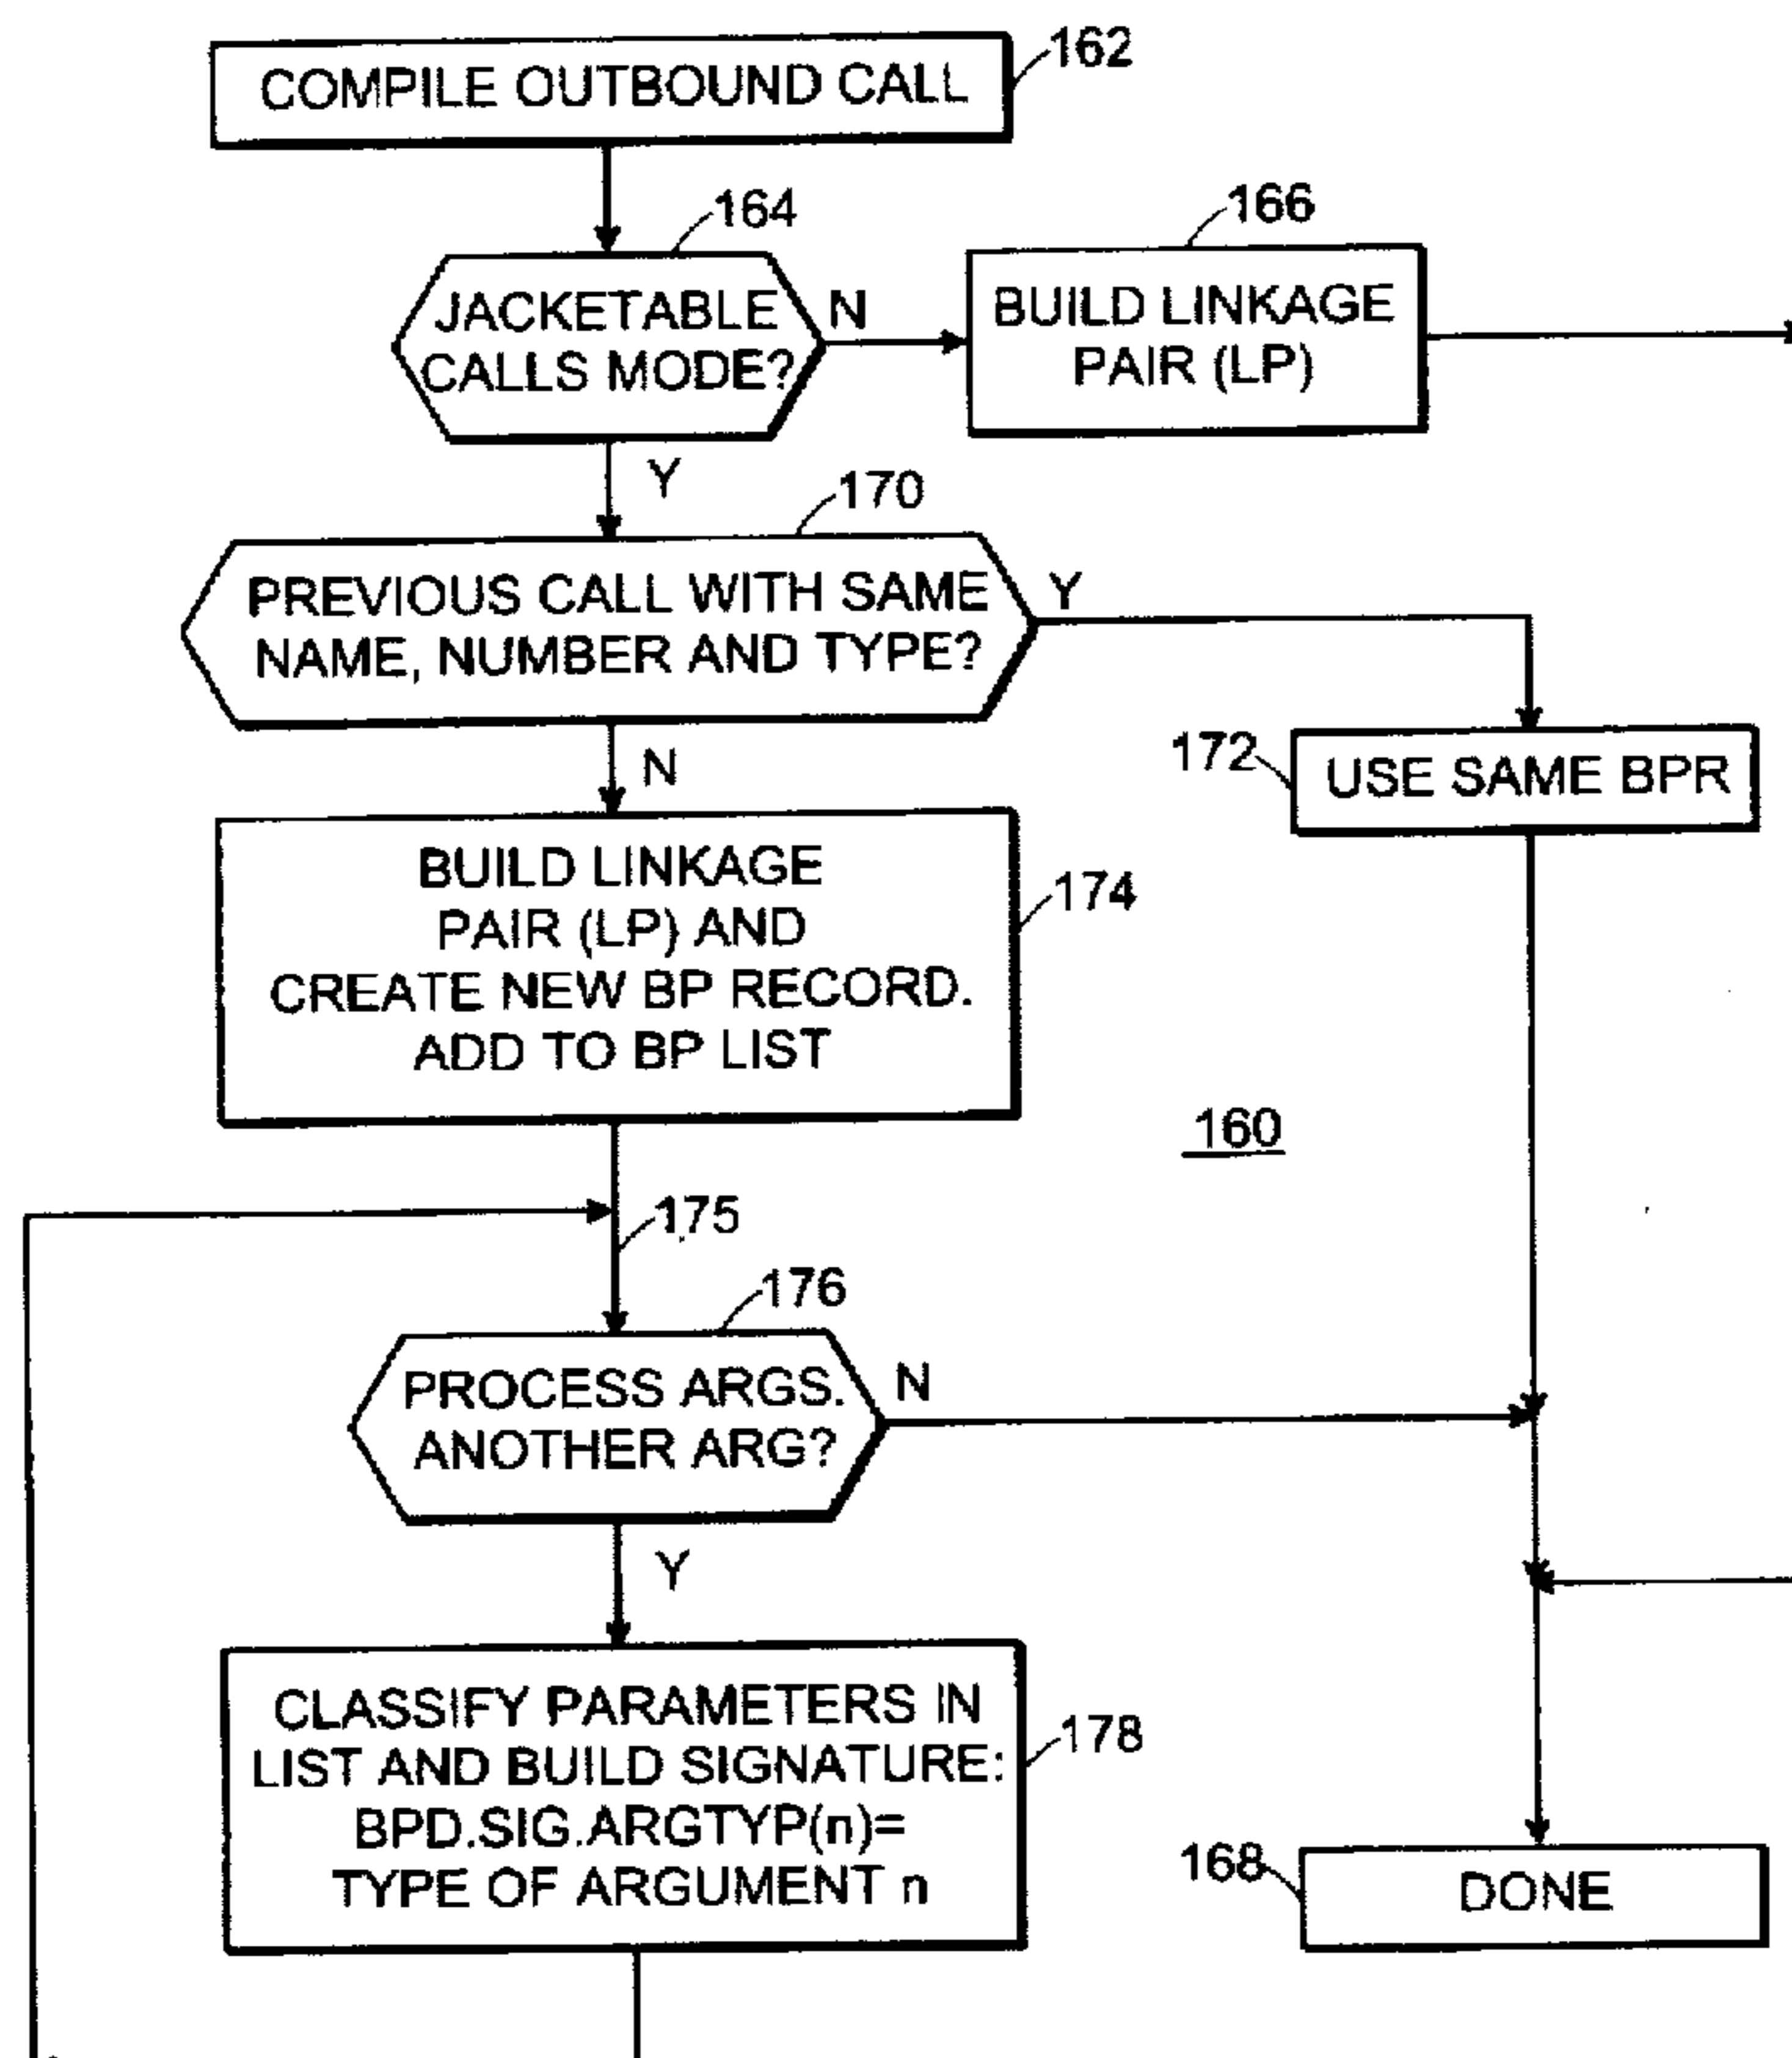 COMPILE OUTBOUND CALL
162
164
JACKETABLE
CALLS MODE?
N
166
BUILD LINKAGE
PAIR (LP)
Y
170
PREVIOUS CALL WITH SAME
NAME, NUMBER AND TYPE?
Y
172
USE SAME BPR
N
BUILD LINKAGE
PAIR (LP) AND
CREATE NEW BP RECORD.
ADD TO BP LIST
174
160
175
176
PROCESS ARGS.
ANOTHER ARG?
N
Y
CLASSIFY PARAMETERS IN
LIST AND BUILD SIGNATURE:
BPD.SIG.ARGTYP(n)=
TYPE OF ARGUMENT n
178
168
DONE